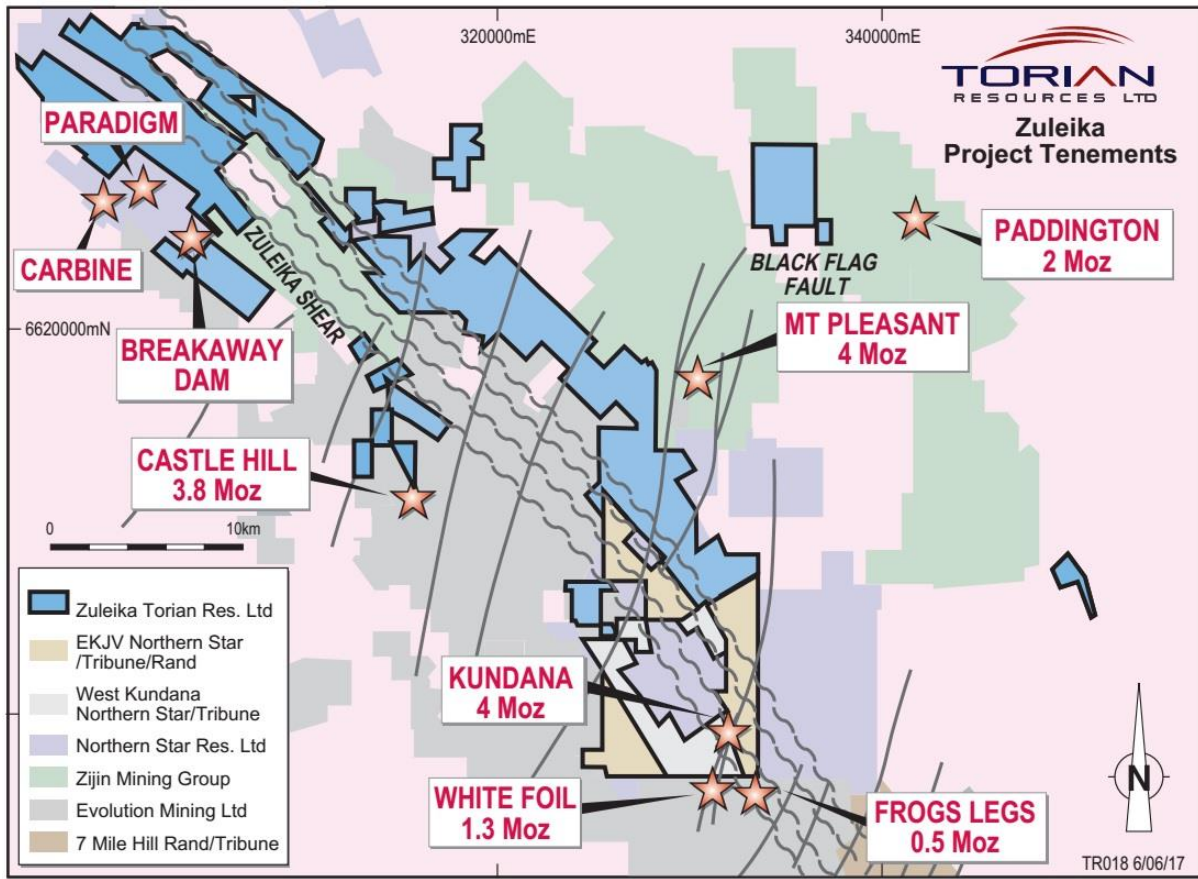 320000mE
340000mE
TORIAN
RESOURCES LTD
Zuleika
Project Tenements
PARADIGM
CARBINE
ZULEIKA SHEAR
BREAKAWAY
DAM
6620000mN
BLACK FLAG
FAULT
PADDINGTON
2 Moz
MT PLEASANT
4 Moz
CASTLE HILL
3.8 Moz
0
10km
Zuleika Torian Res. Ltd
EKJV Northern Star
/Tribune/Rand
West Kundana
Northern Star/Tribune
Northern Star Res. Ltd
Zijin Mining Group
Evolution Mining Ltd
7 Mile Hill Rand/Tribune
KUNDANA
4 Moz
WHITE FOIL
1.3 Moz
FROGS LEGS
0.5 Moz
N
TR018 6/06/17